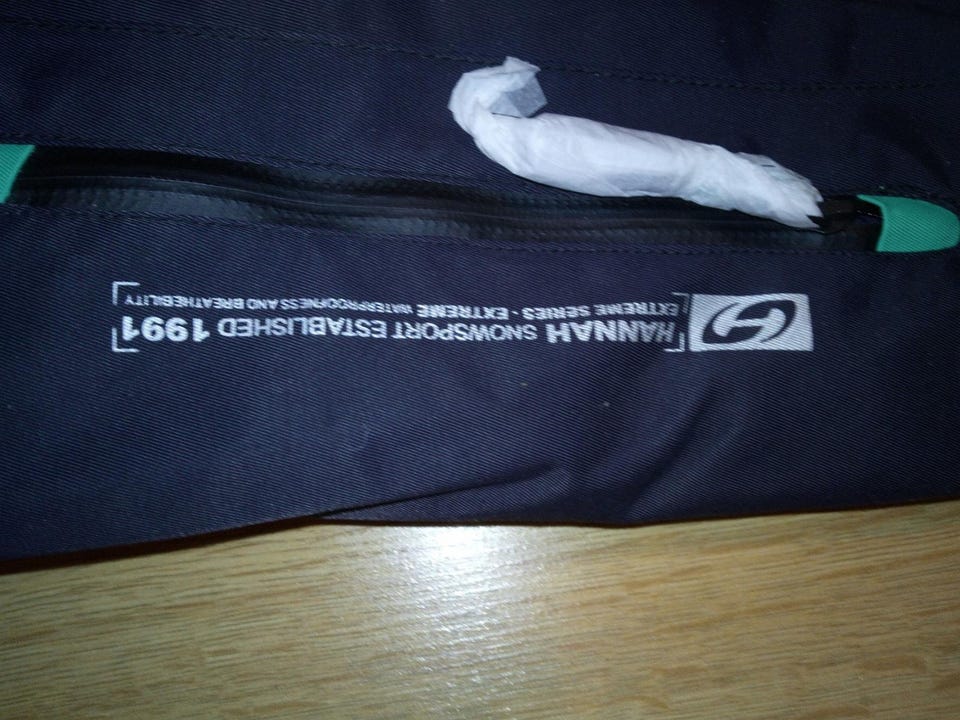 HANNAH SNOWSPORT ESTABLISHED 1991
EXTREME SERIES - EXTREME WATERPROOFNESS AND BREATHEBILITY